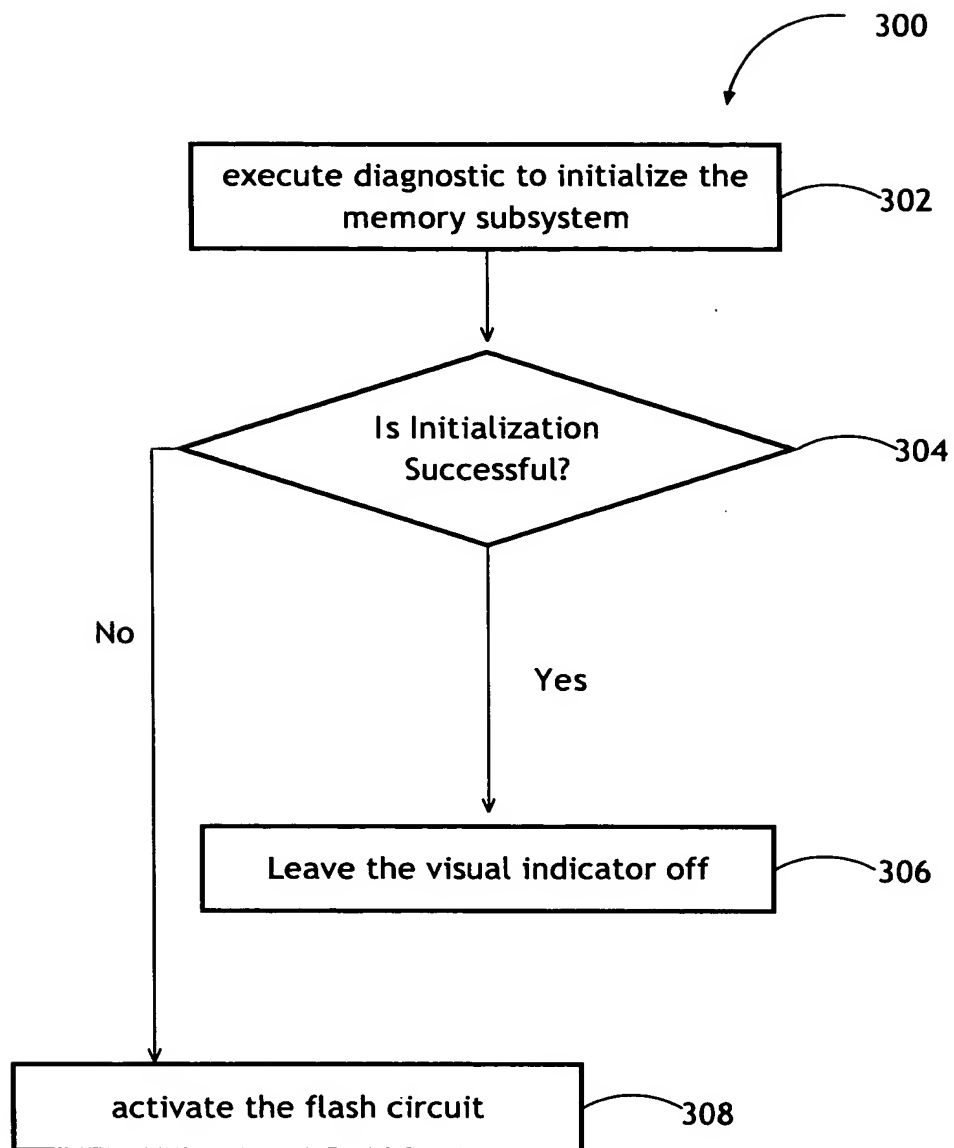 300
execute diagnostic to initialize the
memory subsystem
302
Is Initialization
Successful?
304
No
Yes
Leave the visual indicator off
306
activate the flash circuit
308